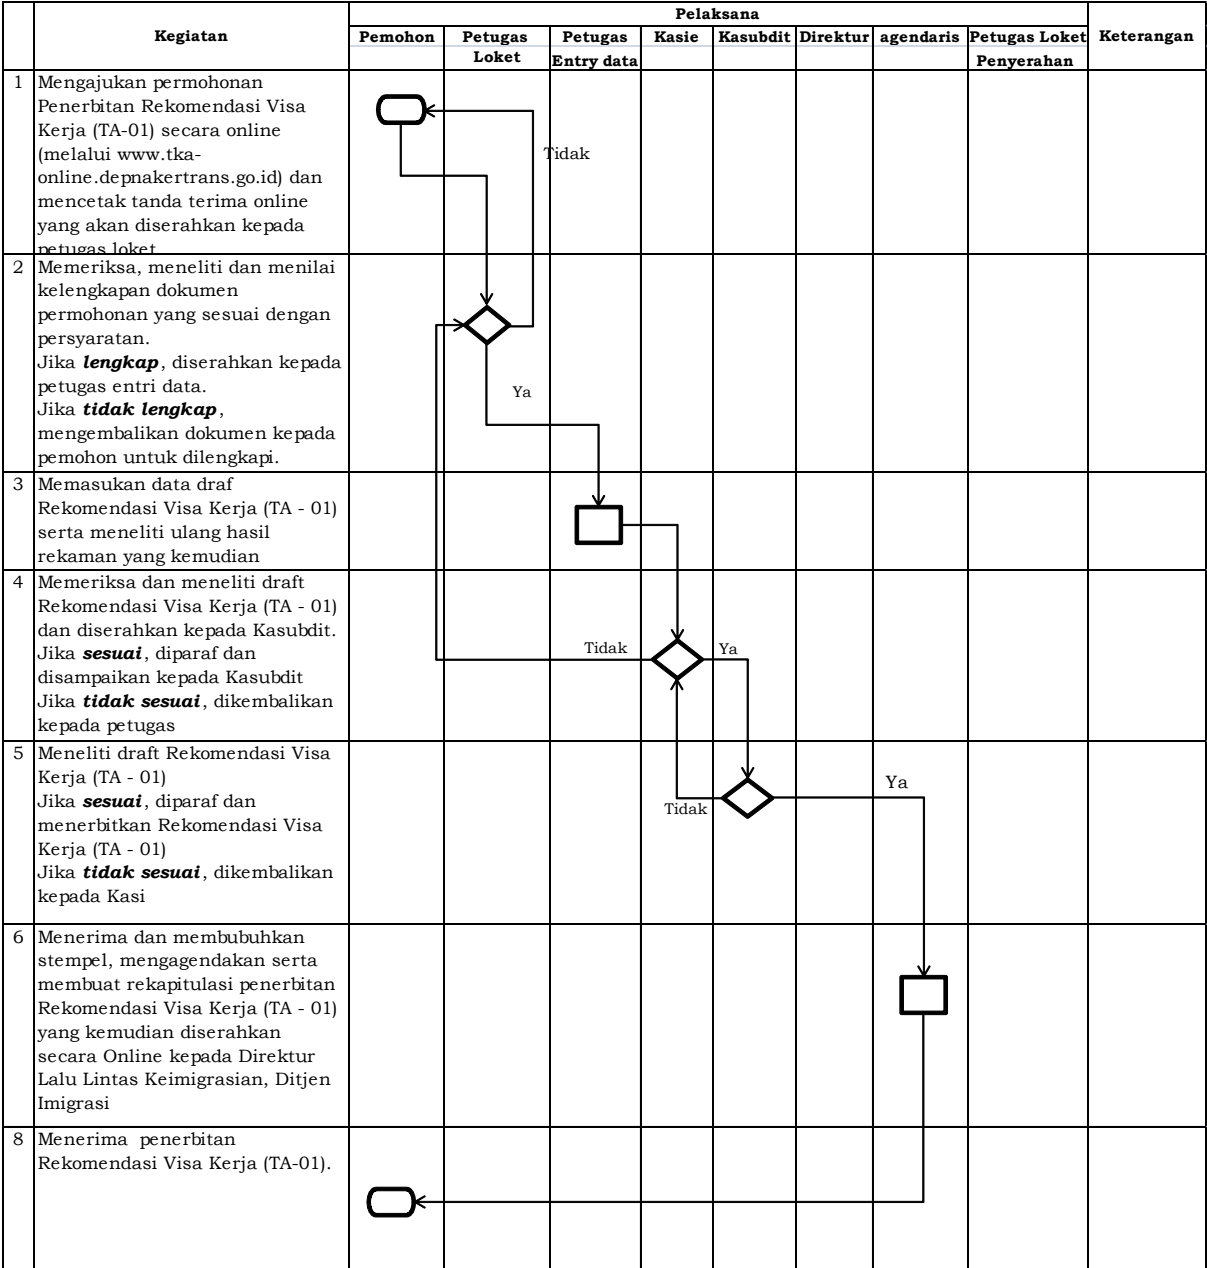 Pelaksana
Kegiatan
Pemohon
Petugas
Loket
Petugas
Entry data
Kasie
Kasubdit
Direktur
agendaris
Petugas Loket
Penyerahan
Keterangan
1 Mengajukan permohonan
Penerbitan Rekomendasi Visa
Kerja (TA-01) secara online
(melalui www.tka-
online.depnakertrans.go.id) dan
mencetak tanda terima online
yang akan diserahkan kepada
petugas loket
Tidak
2 Memeriksa, meneliti dan menilai
kelengkapan dokumen
permohonan yang sesuai dengan
persyaratan.
Jika lengkap, diserahkan kepada
petugas entri data.
Jika tidak lengkap,
mengembalikan dokumen kepada
pemohon untuk dilengkapi.
Ya
3 Memasukan data draf
Rekomendasi Visa Kerja (TA - 01)
serta meneliti ulang hasil
rekaman yang kemudian
4 Memeriksa dan meneliti draft
Rekomendasi Visa Kerja (TA - 01)
dan diserahkan kepada Kasubdit.
Jika sesuai, diparaf dan
disampaikan kepada Kasubdit
Jika tidak sesuai, dikembalikan
kepada petugas
Tidak
Ya
5 Meneliti draft Rekomendasi Visa
Kerja (TA - 01)
Jika sesuai, diparaf dan
menerbitkan Rekomendasi Visa
Kerja (TA - 01)
Jika tidak sesuai, dikembalikan
kepada Kasi
Tidak
Ya
6 Menerima dan membubuhkan
stempel, mengagendakan serta
membuat rekapitulasi penerbitan
Rekomendasi Visa Kerja (TA - 01)
yang kemudian diserahkan
secara Online kepada Direktur
Lalu Lintas Keimigrasian, Ditjen
Imigrasi
8 Menerima penerbitan
Rekomendasi Visa Kerja (TA-01).